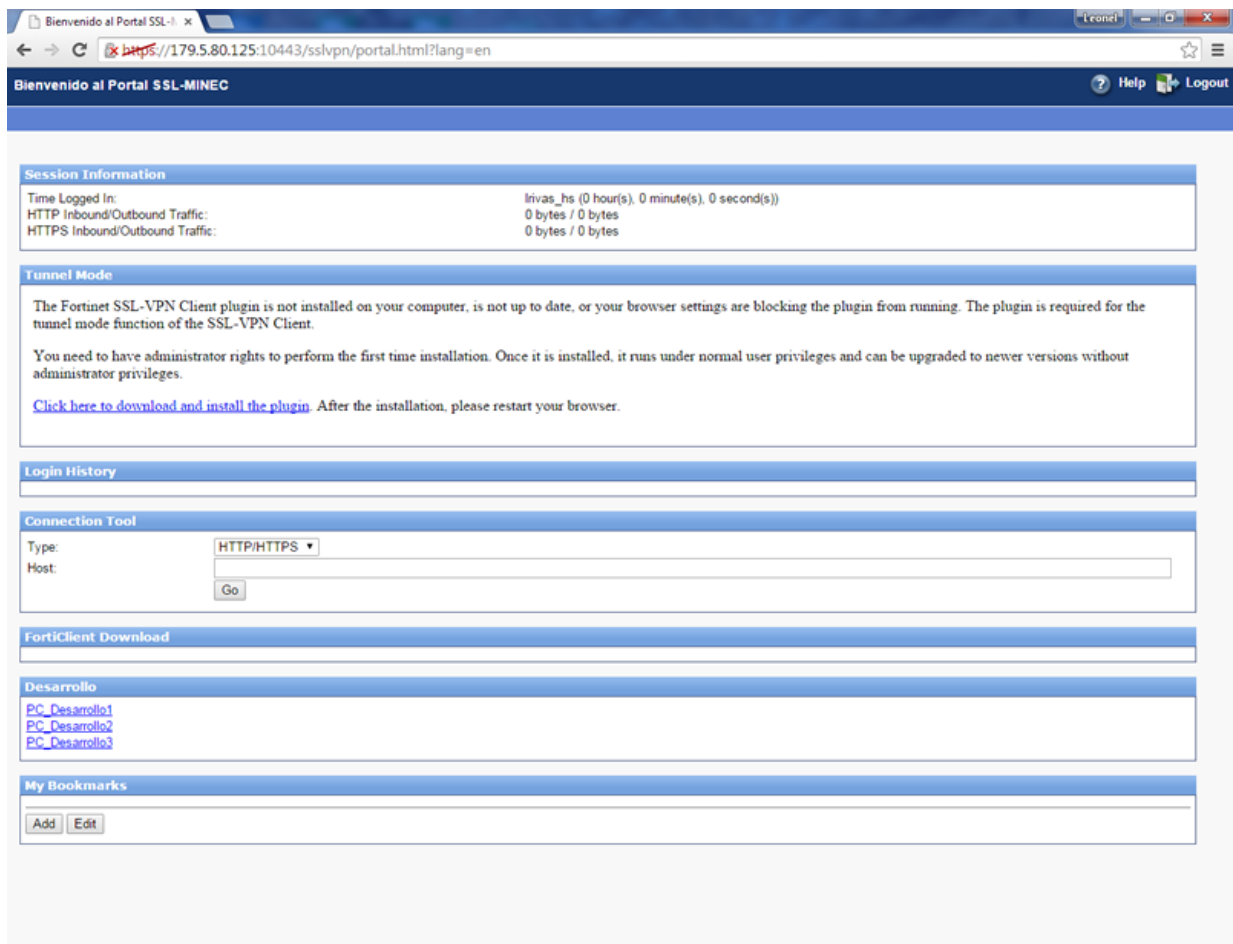 Bienvenido al Portal SSL-M
Leonel
https://179.5.80.125:10443/sslvpn/portal.html?lang=en
Bienvenido al Portal SSL-MINEC
Help Logout
Session Information
Time Logged In: lrivas_hs (0 hour(s), 0 minute(s), 0 second(s))
HTTP Inbound/Outbound Traffic: 0 bytes / 0 bytes
HTTPS Inbound/Outbound Traffic: 0 bytes / 0 bytes
Tunnel Mode
The Fortinet SSL-VPN Client plugin is not installed on your computer, is not up to date, or your browser settings are blocking the plugin from running. The plugin is required for the
tunnel mode function of the SSL-VPN Client.
You need to have administrator rights to perform the first time installation. Once it is installed, it runs under normal user privileges and can be upgraded to newer versions without
administrator privileges.
Click here to download and install the plugin. After the installation, please restart your browser.
Login History
Connection Tool
Type: HTTP/HTTPS
Host:
Go
FortiClient Download
Desarrollo
PC_Desarrollo1
PC_Desarrollo2
PC_Desarrollo3
My Bookmarks
Add Edit